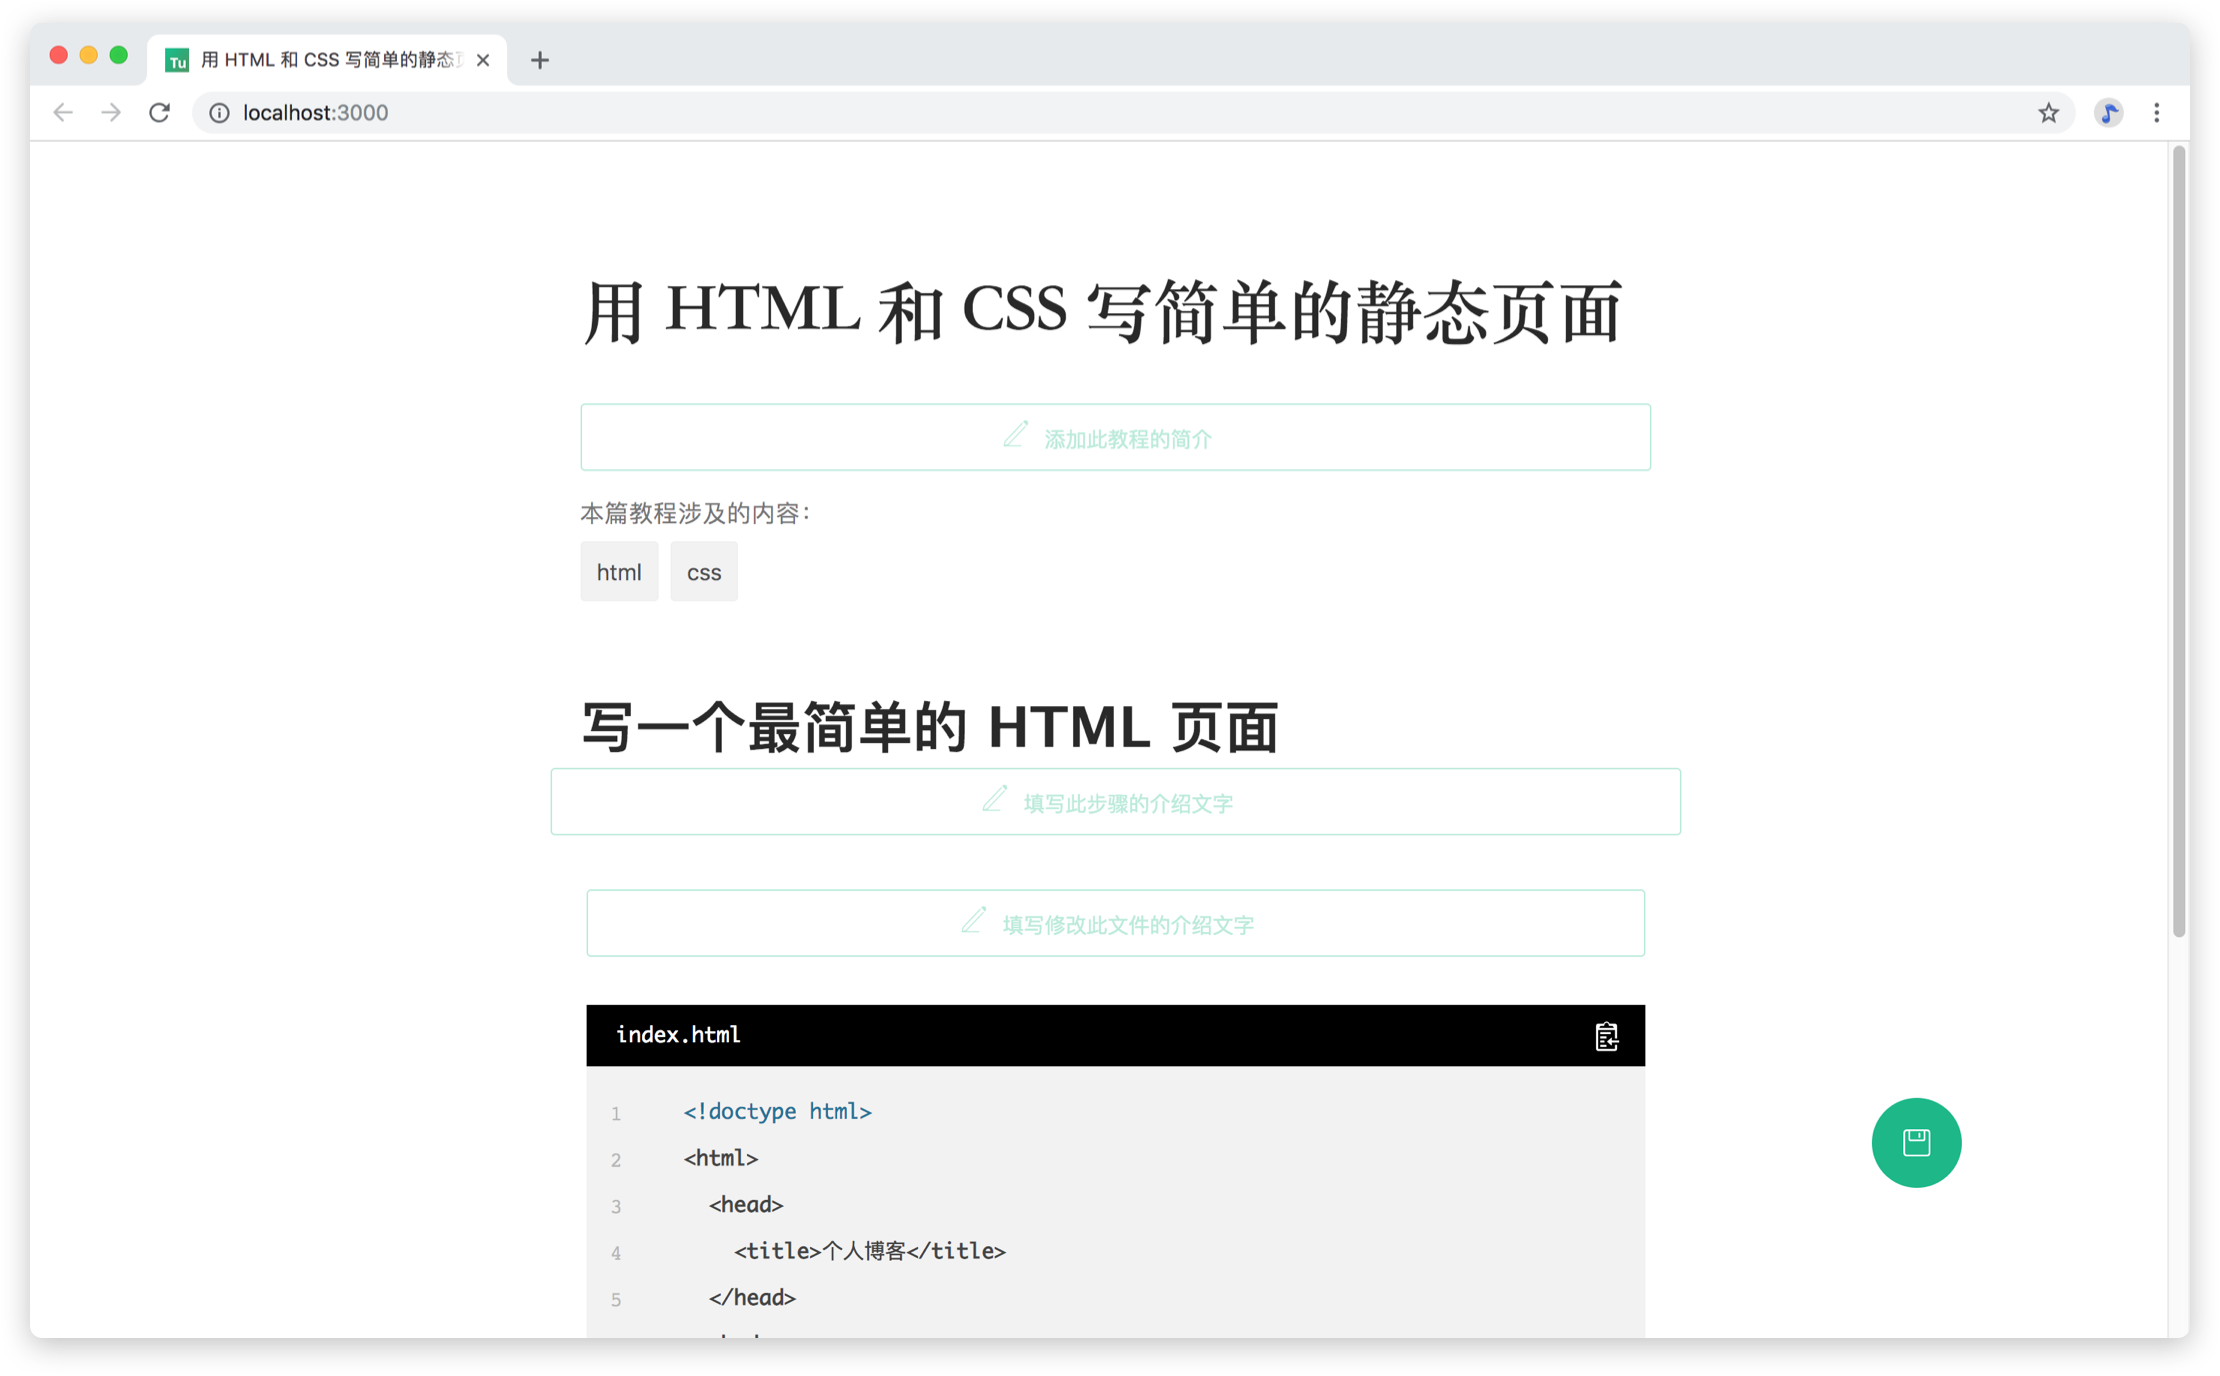 Tu 用 HTML 和 CSS 写简单的静态
localhost:3000
用 HTML 和 CSS 写简单的静态页面
添加此教程的简介
本篇教程涉及的内容：
html css
写一个最简单的 HTML 页面
填写此步骤的介绍文字
填写修改此文件的介绍文字
index.html
1 <!doctype html>
2 <html>
3 <head>
4 <title>个人博客</title>
5 </head>